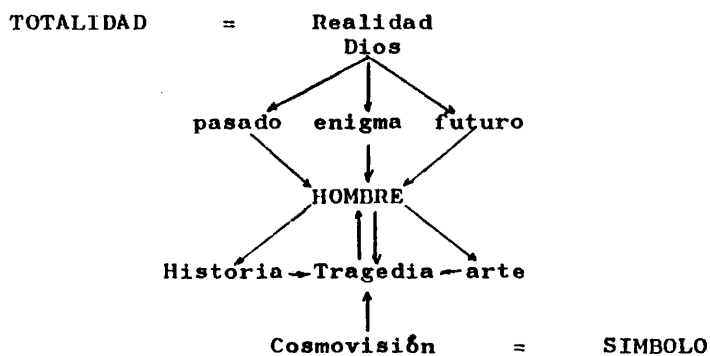 TOTALIDAD = Realidad
Dios
pasado enigma futuro
HOMBRE
Historia Tragedia arte
Cosmovisión = SIMBOLO